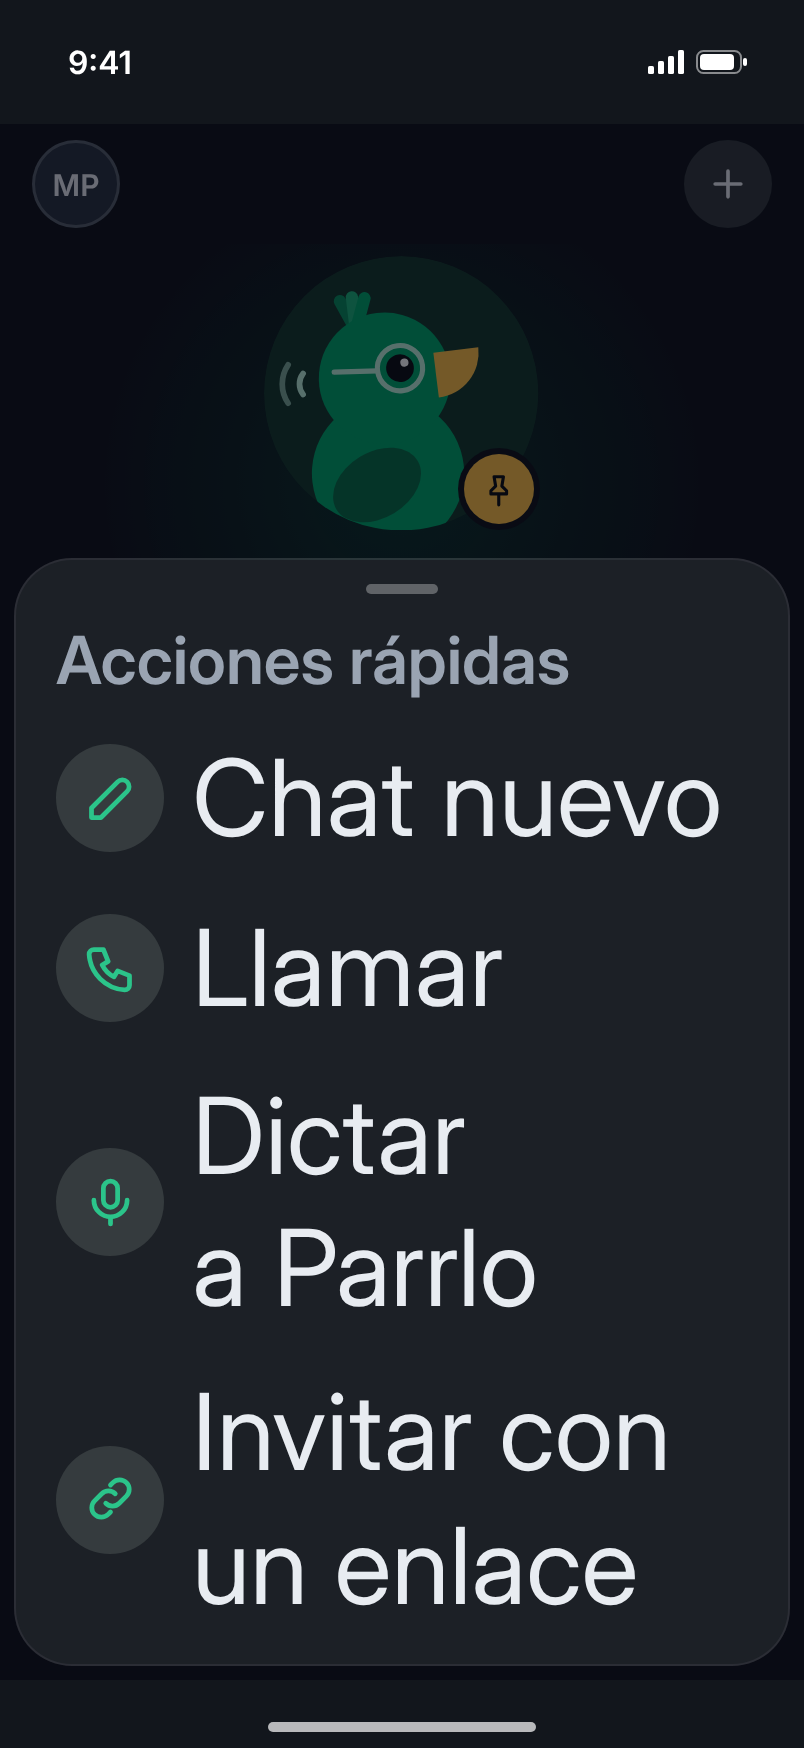 9:41
MP
Acciones rápidas
Chat nuevo
Llamar
Dictar
a Parrlo
Invitar con
un enlace